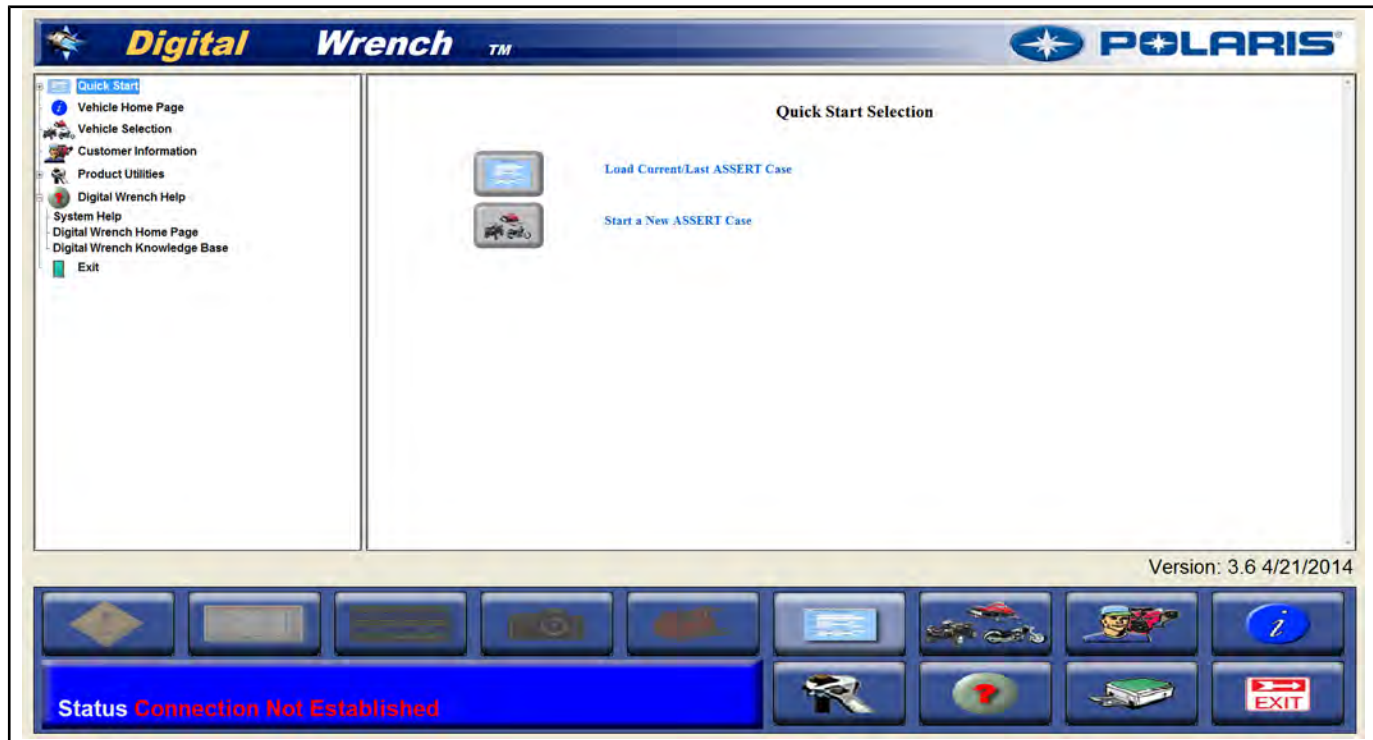 Digital Wrench TM
POLARIS
Quick Start
Vehicle Home Page
Vehicle Selection
Customer Information
Product Utilities
Digital Wrench Help
System Help
Digital Wrench Home Page
Digital Wrench Knowledge Base
Exit
Quick Start Selection
Load Current/Last ASSERT Case
Start a New ASSERT Case
Version: 3.6 4/21/2014
Status Connection Not Established
EXIT